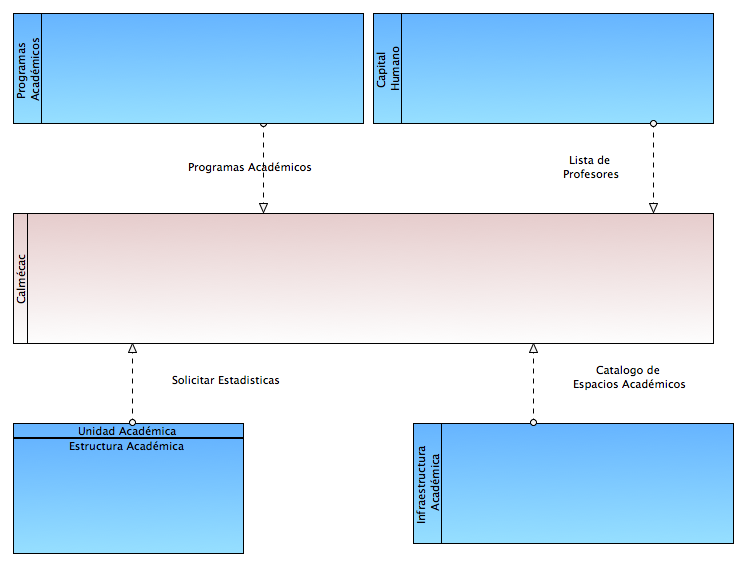 Programas
Académicos
Capital
Humano
Programas Académicos
Lista de
Profesores
Calmécac
Solicitar Estadisticas
Catalogo de
Espacios Académicos
Unidad Académica
Estructura Académica
Infraestructura
Académica